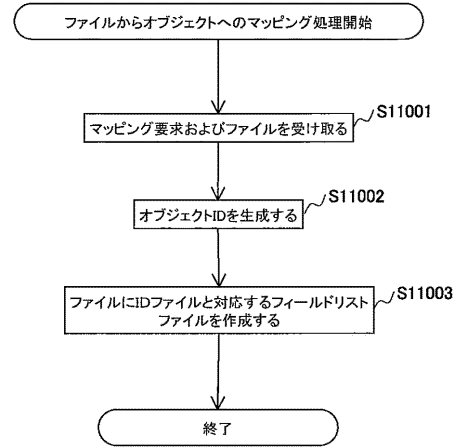 ファイルからオブジェクトへのマッピング処理開始
マッピング要求およびファイルを受け取る
S11001
オブジェクトIDを生成する
S11002
ファイルにIDファイルと対応するフィールドリスト
ファイルを作成する
S11003
終了